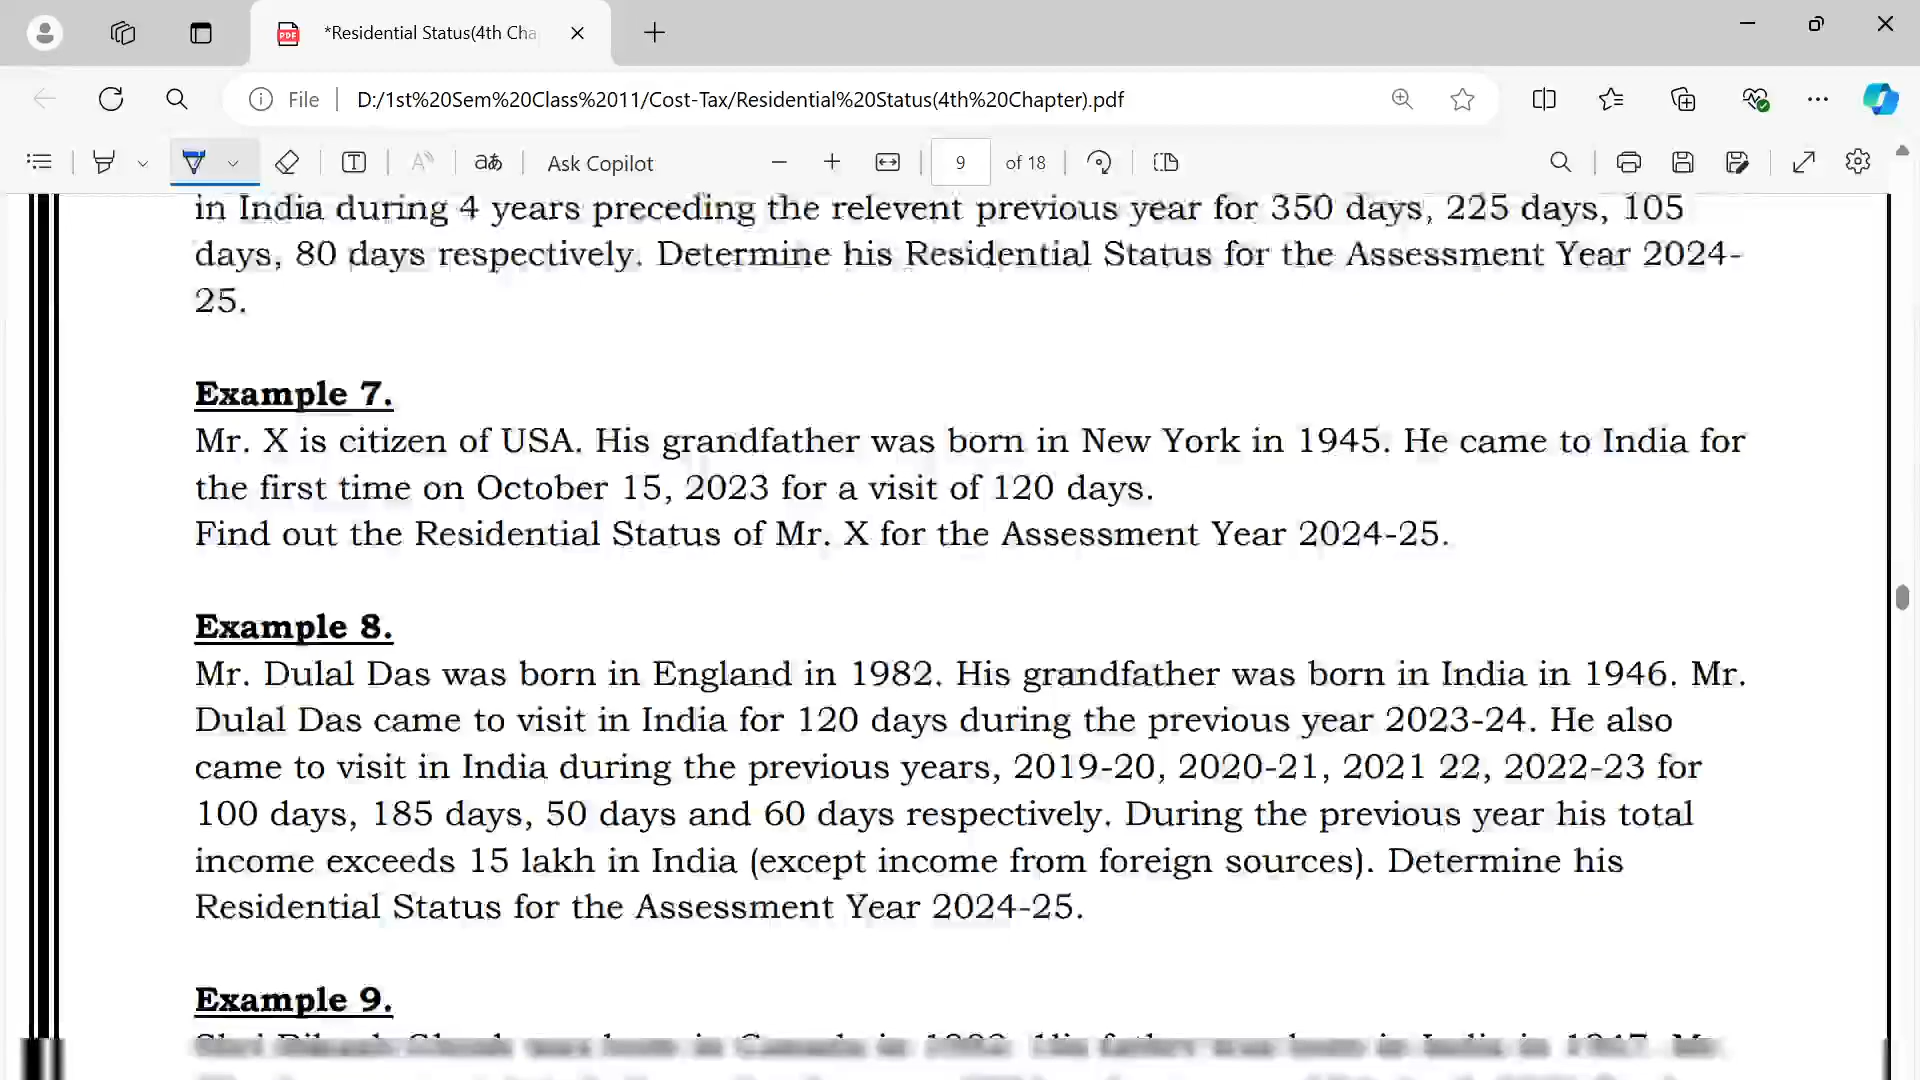 *Residential Status(4th Cha
File
D:/1st%20Sem%20Class%2011/Cost-Tax/Residential%20Status(4th%20Chapter).pdf
Ask Copilot
9 of 18
in India during 4 years preceding the relevent previous year for 350 days, 225 days, 105
days, 80 days respectively. Determine his Residential Status for the Assessment Year 2024-
25.
Example 7.
Mr. X is citizen of USA. His grandfather was born in New York in 1945. He came to India for
the first time on October 15, 2023 for a visit of 120 days.
Find out the Residential Status of Mr. X for the Assessment Year 2024-25.
Example 8.
Mr. Dulal Das was born in England in 1982. His grandfather was born in India in 1946. Mr.
Dulal Das came to visit in India for 120 days during the previous year 2023-24. He also
came to visit in India during the previous years, 2019-20, 2020-21, 2021 22, 2022-23 for
100 days, 185 days, 50 days and 60 days respectively. During the previous year his total
income exceeds 15 lakh in India (except income from foreign sources). Determine his
Residential Status for the Assessment Year 2024-25.
Example 9.